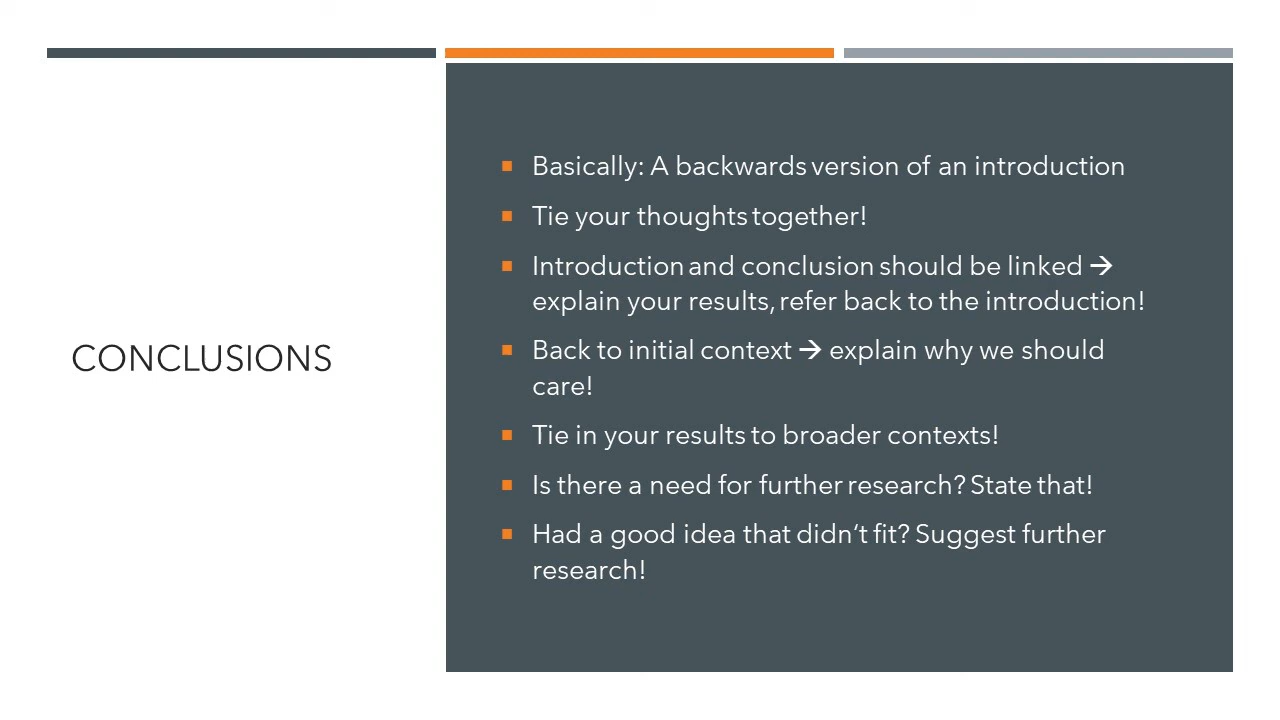 CONCLUSIONS
Basically: A backwards version of an introduction
Tie your thoughts together!
Introduction and conclusion should be linked →
explain your results, refer back to the introduction!
Back to initial context → explain why we should
care!
Tie in your results to broader contexts!
Is there a need for further research? State that!
Had a good idea that didn’t fit? Suggest further
research!